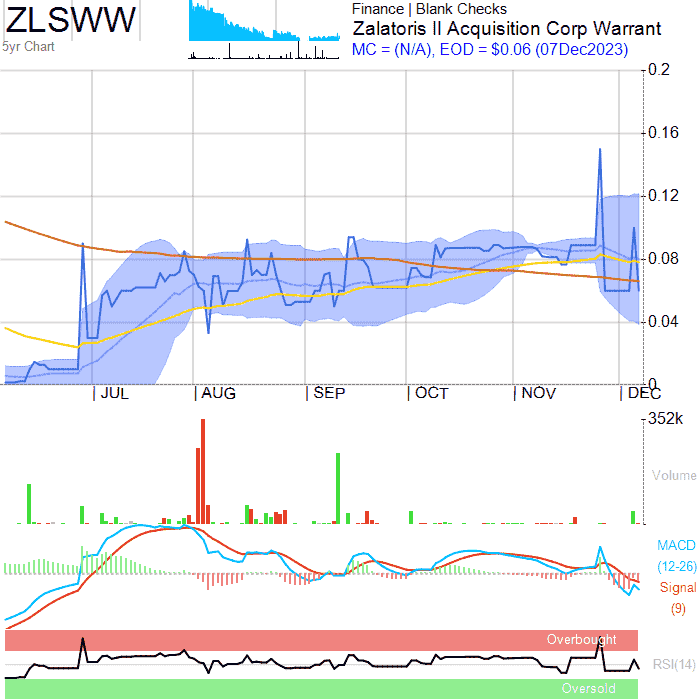 ZLSWW
5yr Chart
Finance | Blank Checks
Zalatoris II Acquisition Corp Warrant
MC = (N/A), EOD = $0.06 (07Dec2023)
0.2
0.16
0.12
0.08
0.04
0
JUL AUG SEP OCT NOV DEC
352k
Volume
MACD
(12-26)
Signal
(9)
Overbought
RSI(14)
Oversold